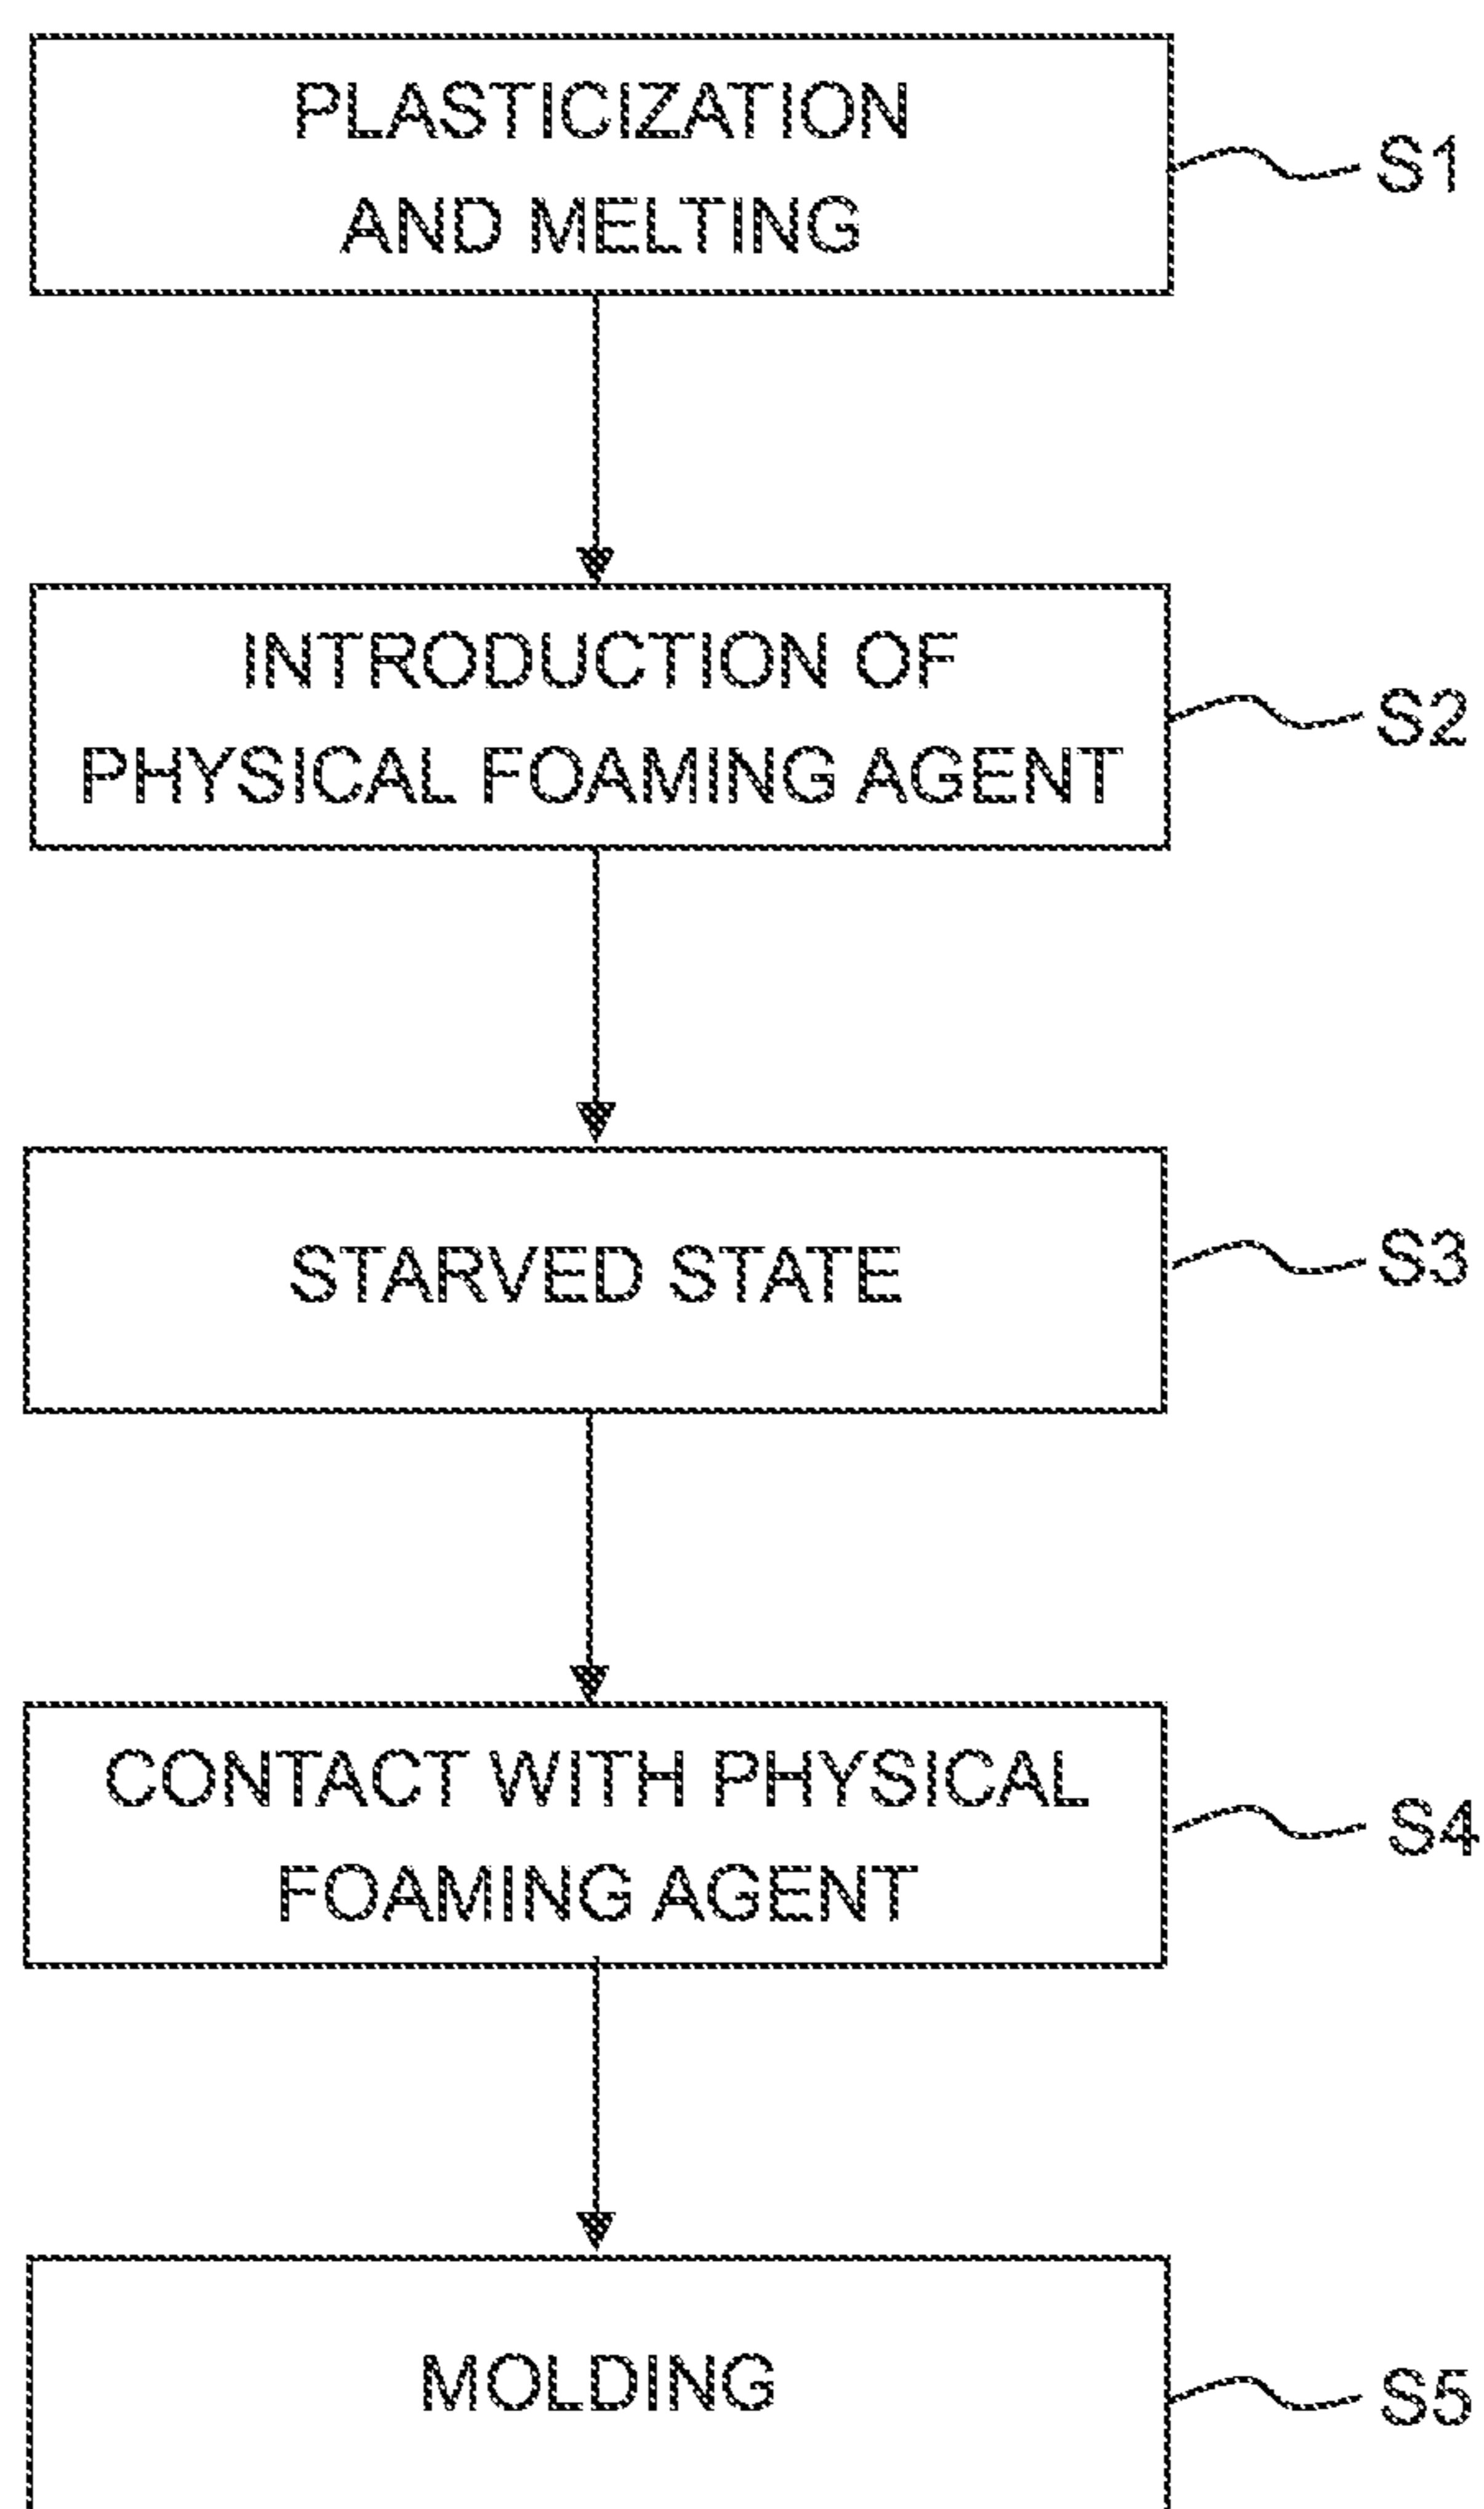 PLASTICIZATION
AND MELTING
S1
INTRODUCTION OF
PHYSICAL FOAMING AGENT
S2
STARVED STATE
S3
CONTACT WITH PHYSICAL
FOAMING AGENT
S4
MOLDING
S5